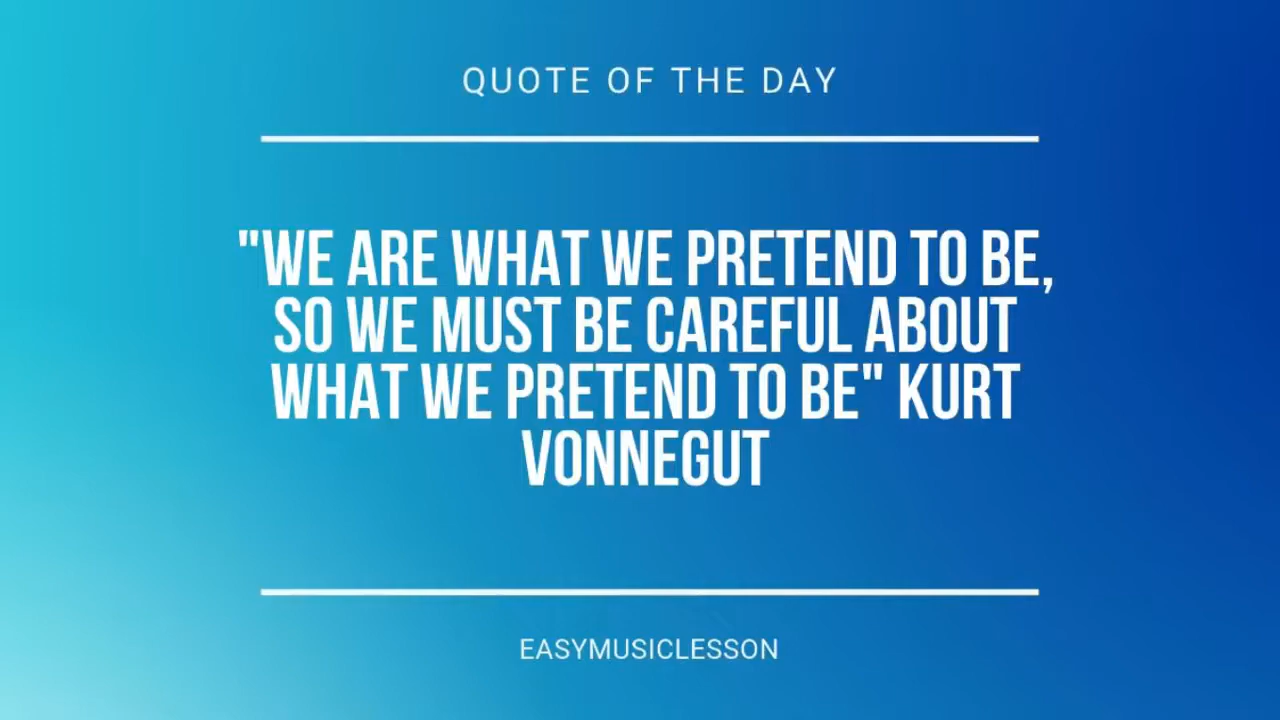 QUOTE OF THE DAY
"WE ARE WHAT WE PRETEND TO BE,
SO WE MUST BE CAREFUL ABOUT
WHAT WE PRETEND TO BE" KURT
VONNEGUT
EASYMUSICLESSON